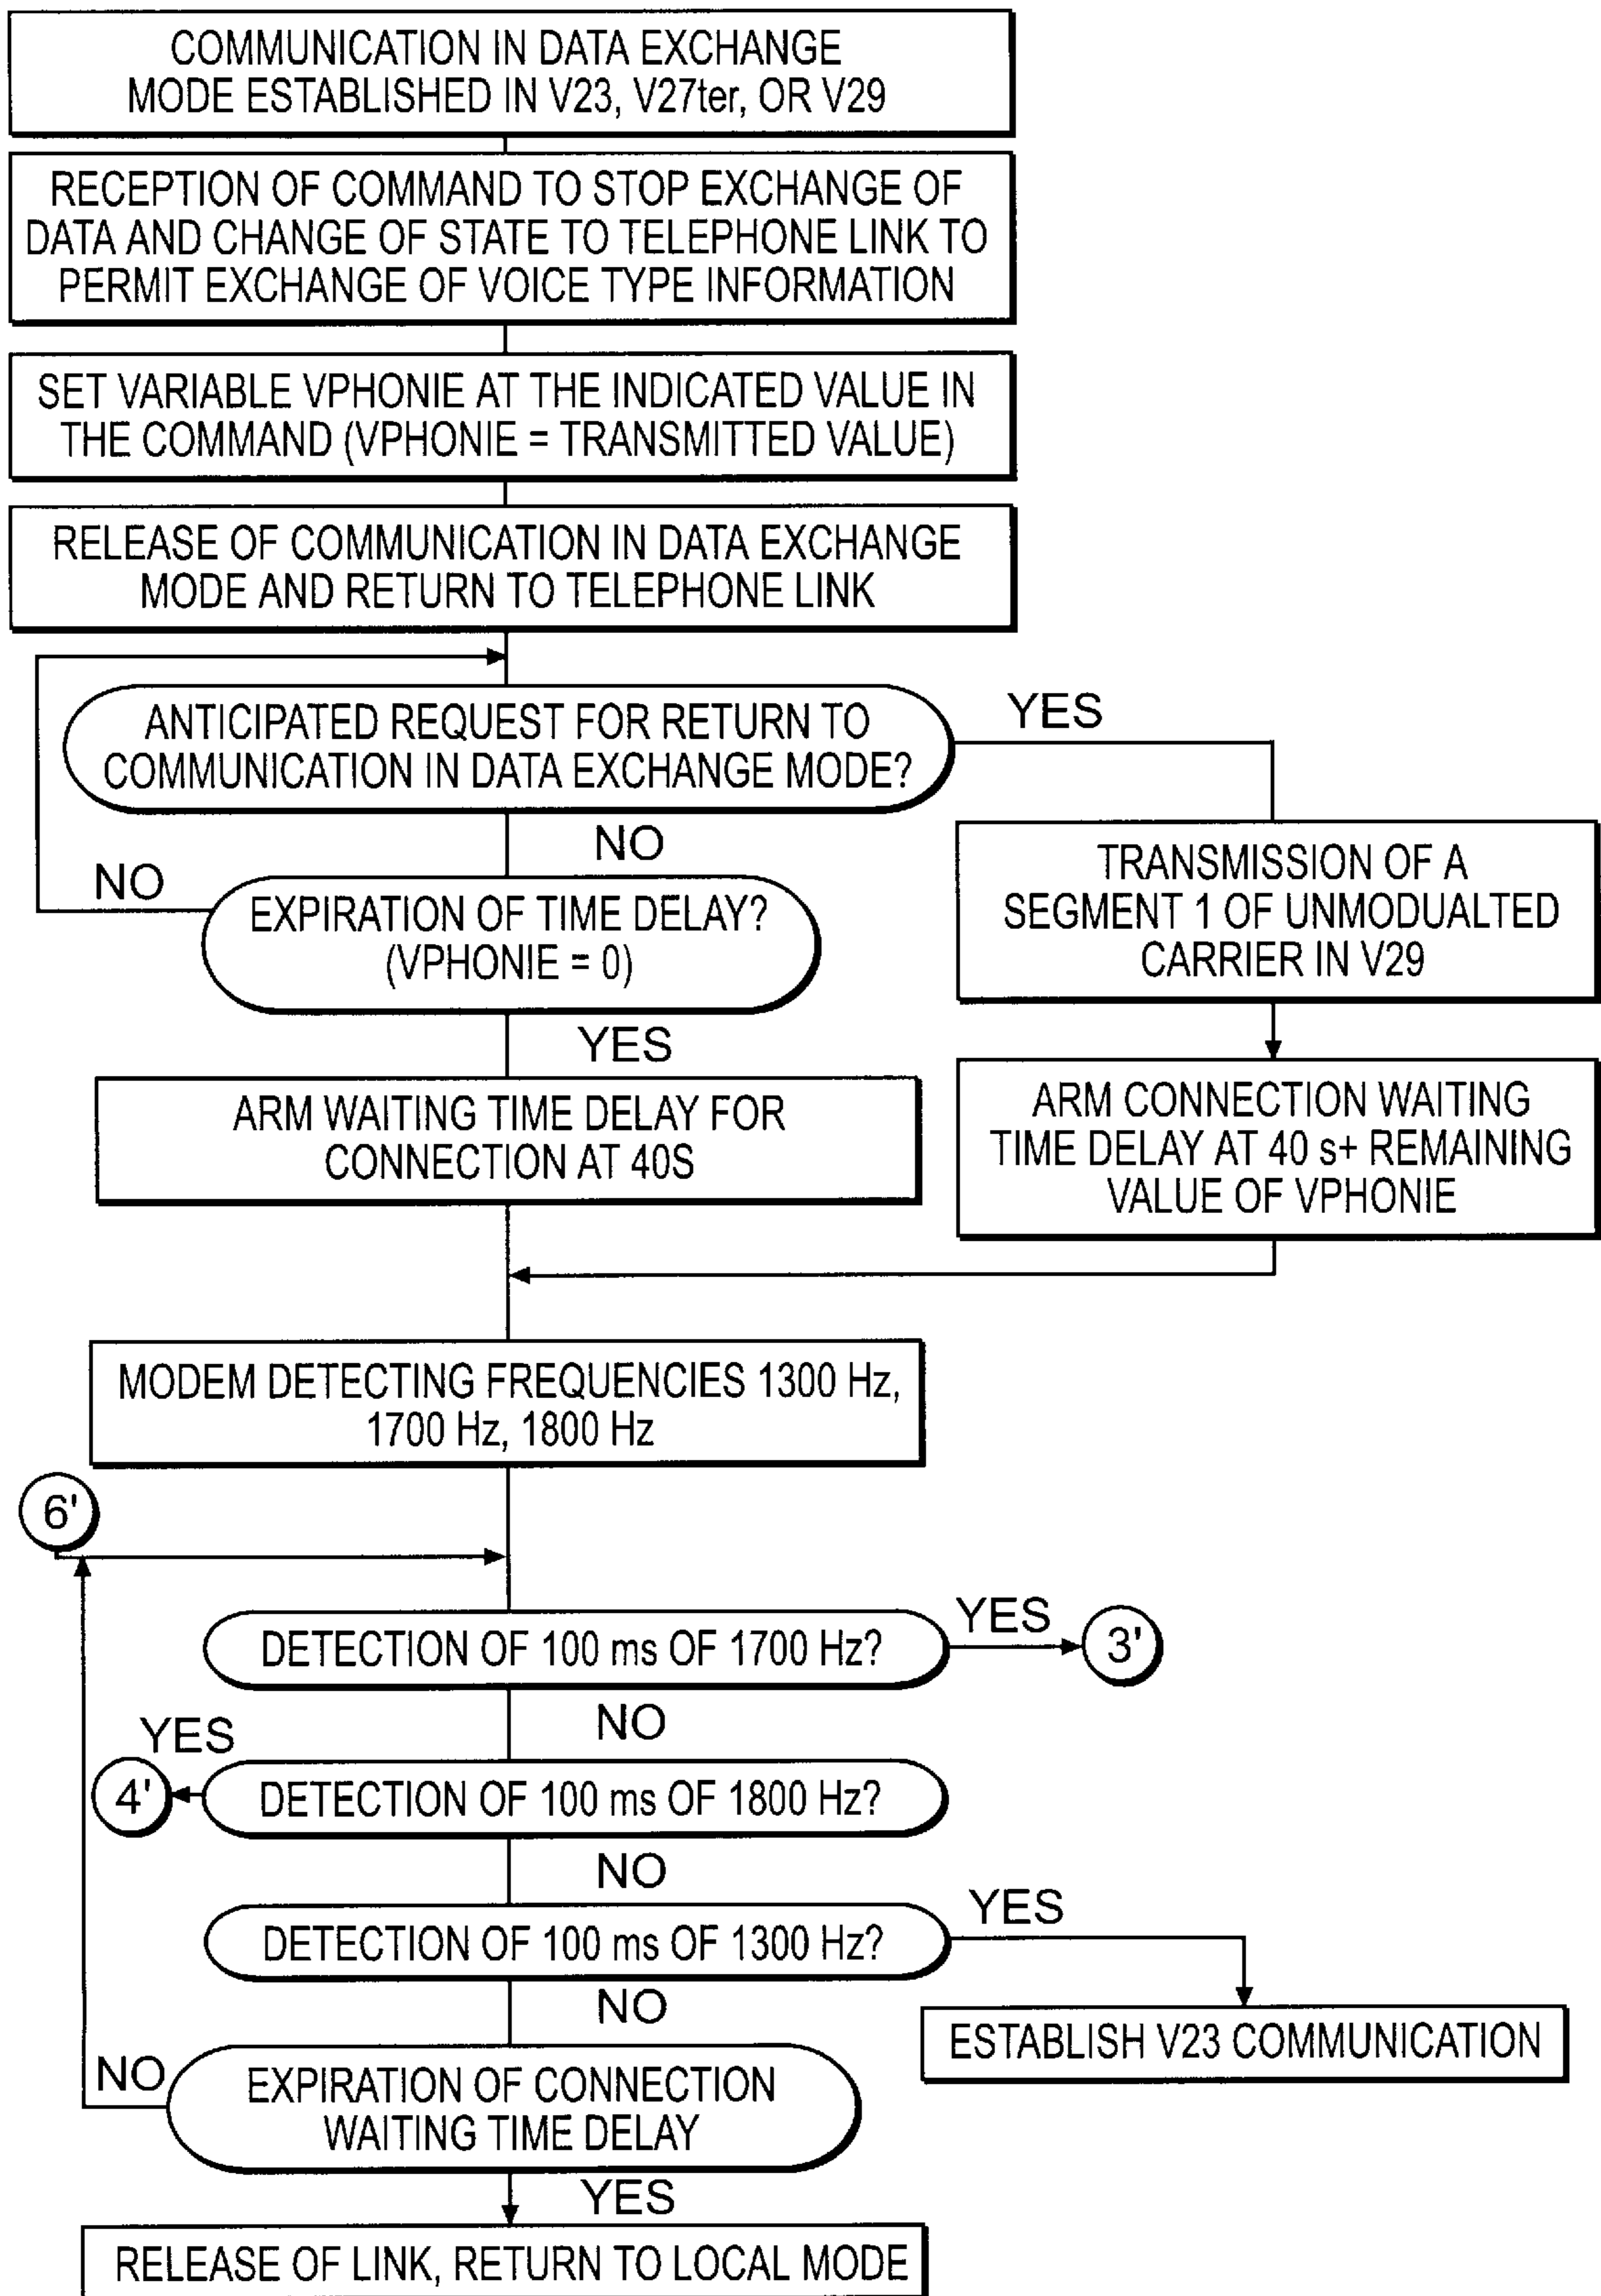 COMMUNICATION IN DATA EXCHANGE
MODE ESTABLISHED IN V23, V27ter, OR V29
RECEPTION OF COMMAND TO STOP EXCHANGE OF
DATA AND CHANGE OF STATE TO TELEPHONE LINK TO
PERMIT EXCHANGE OF VOICE TYPE INFORMATION
SET VARIABLE VPHONIE AT THE INDICATED VALUE IN
THE COMMAND (VPHONIE = TRANSMITTED VALUE)
RELEASE OF COMMUNICATION IN DATA EXCHANGE
MODE AND RETURN TO TELEPHONE LINK
ANTICIPATED REQUEST FOR RETURN TO
COMMUNICATION IN DATA EXCHANGE MODE?
YES
NO
NO
EXPIRATION OF TIME DELAY?
(VPHONIE = 0)
TRANSMISSION OF A
SEGMENT 1 OF UNMODUALTED
CARRIER IN V29
YES
ARM WAITING TIME DELAY FOR
CONNECTION AT 40S
ARM CONNECTION WAITING
TIME DELAY AT 40 s+ REMAINING
VALUE OF VPHONIE
MODEM DETECTING FREQUENCIES 1300 Hz,
1700 Hz, 1800 Hz
6'
DETECTION OF 100 ms OF 1700 Hz?
YES
3'
NO
YES
4'
DETECTION OF 100 ms OF 1800 Hz?
NO
DETECTION OF 100 ms OF 1300 Hz?
YES
NO
ESTABLISH V23 COMMUNICATION
NO
EXPIRATION OF CONNECTION
WAITING TIME DELAY
YES
RELEASE OF LINK, RETURN TO LOCAL MODE